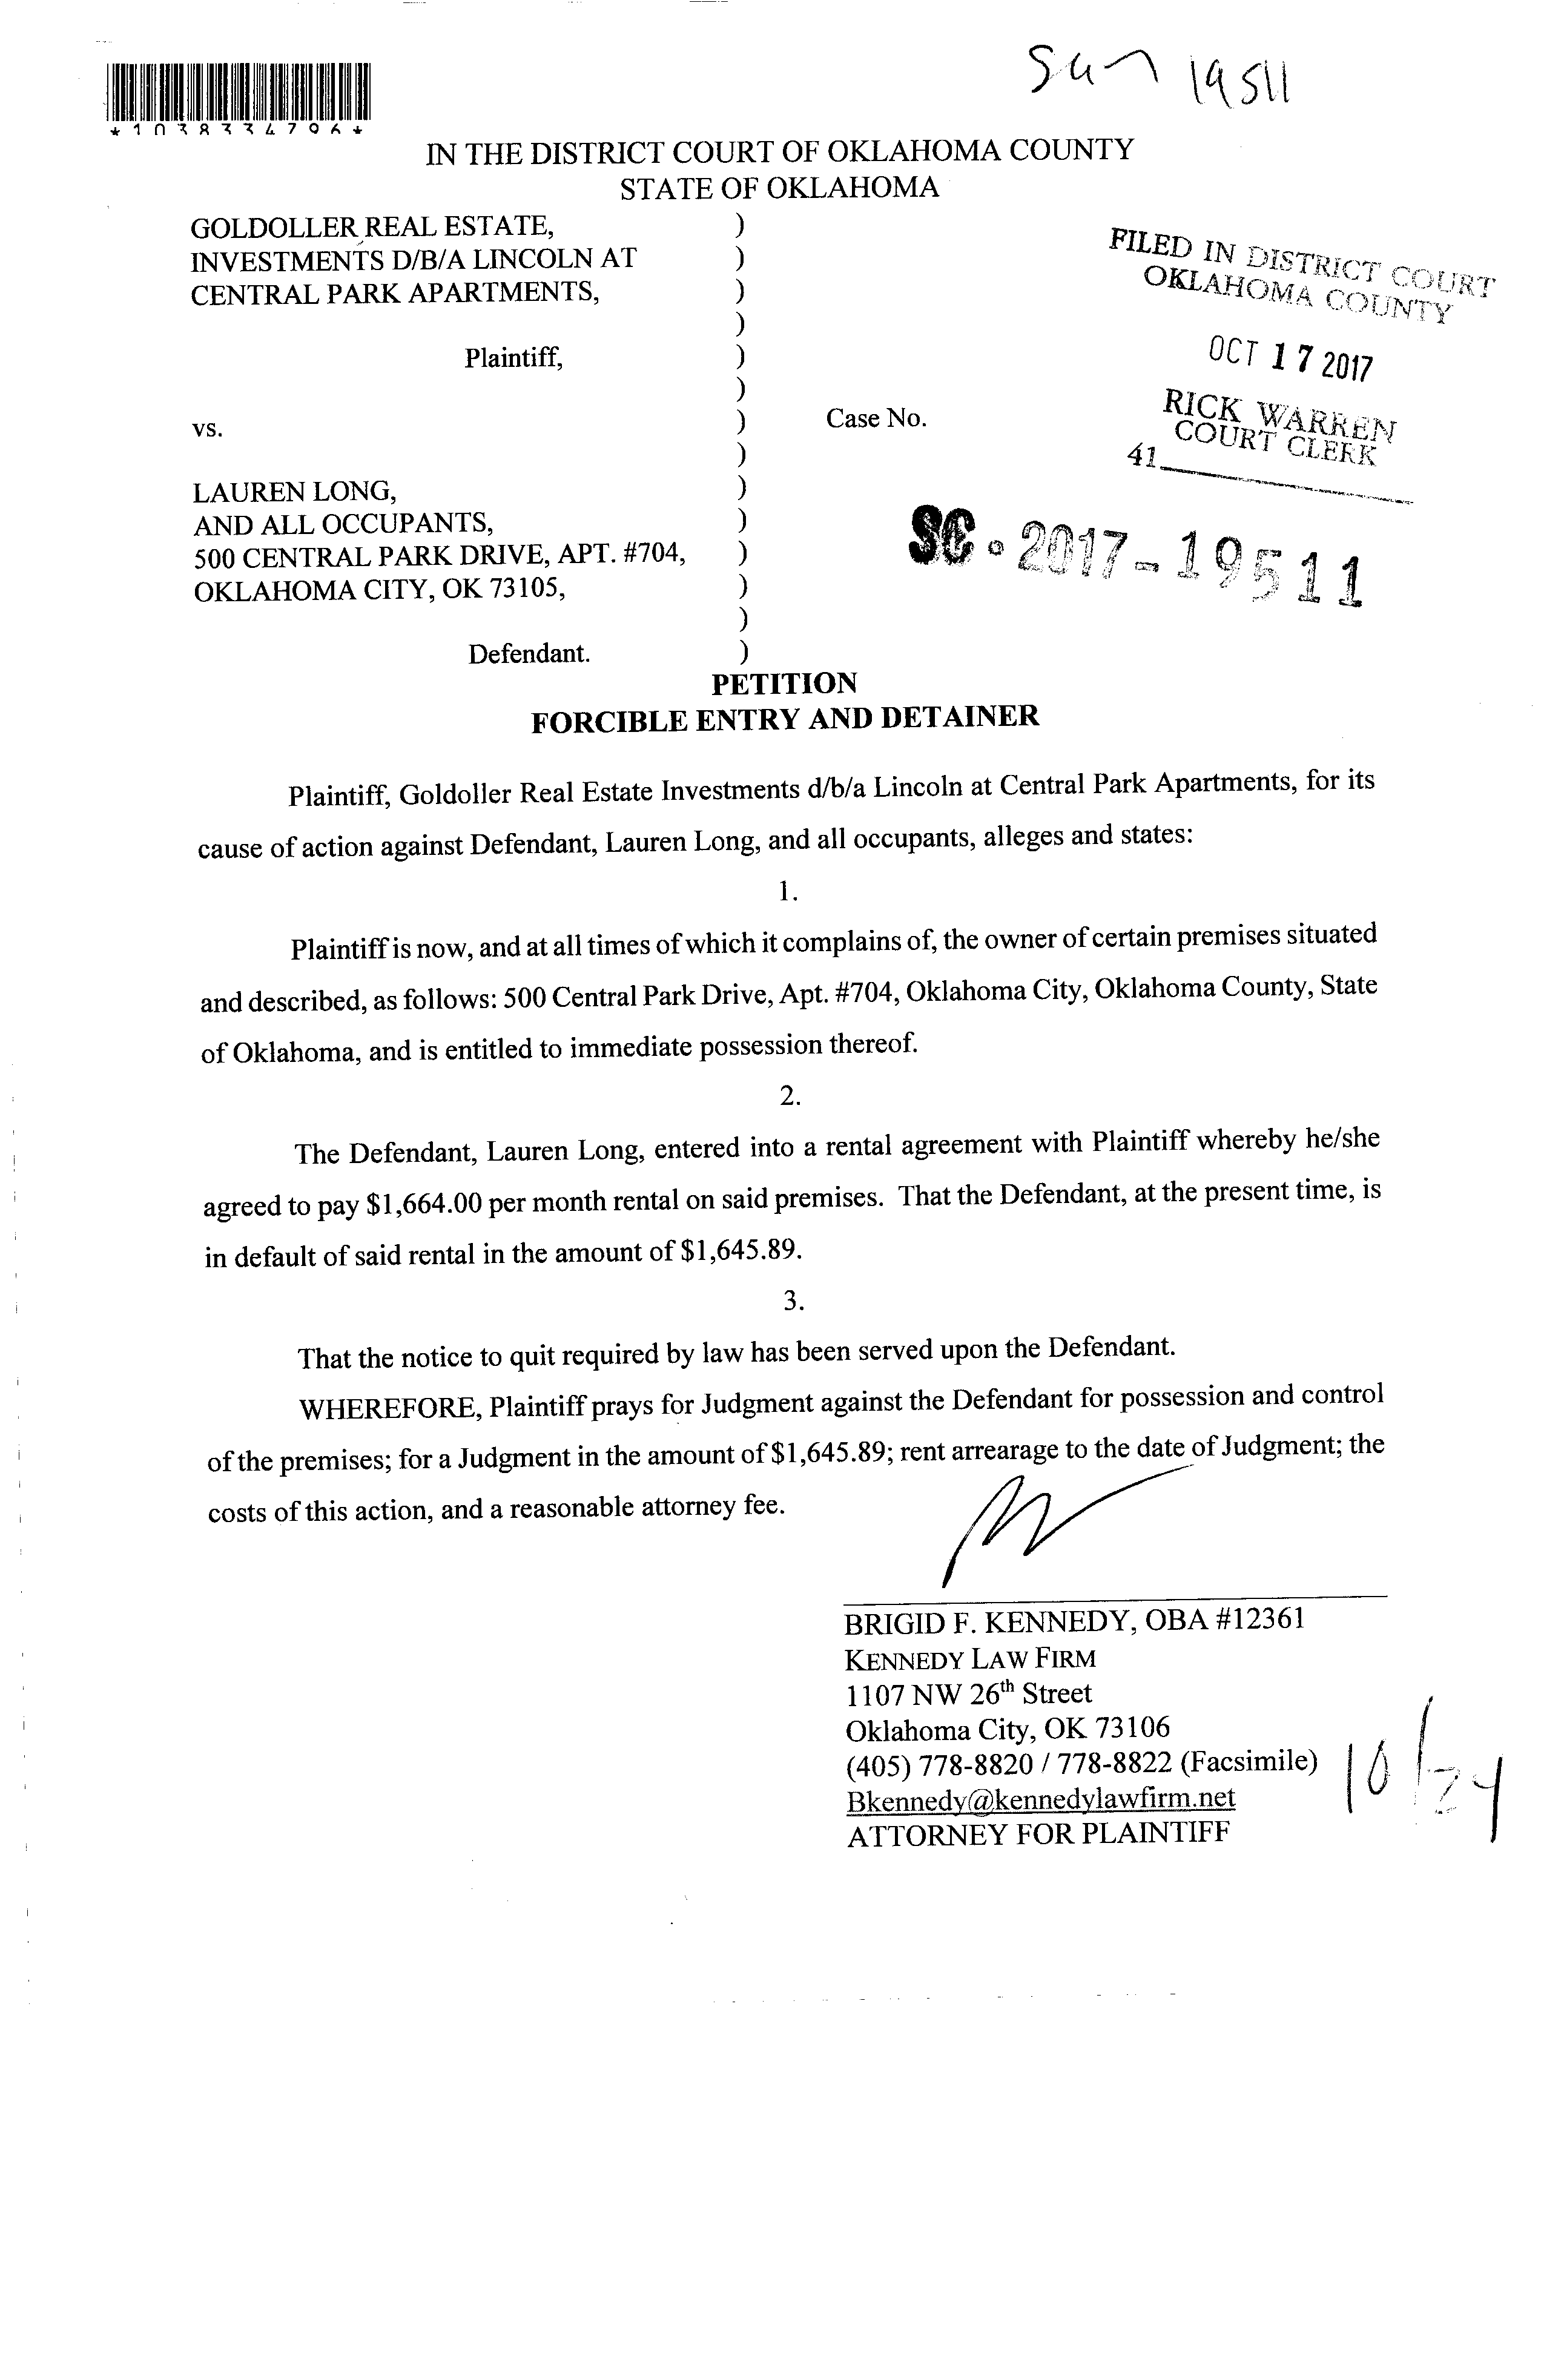 *1038334796*
19511
IN THE DISTRICT COURT OF OKLAHOMA COUNTY
STATE OF OKLAHOMA
GOLDOLLER REAL ESTATE, )
INVESTMENTS D/B/A LINCOLN AT )
CENTRAL PARK APARTMENTS, )
)
Plaintiff, )
)
vs. ) Case No.
)
LAUREN LONG, )
AND ALL OCCUPANTS, )
500 CENTRAL PARK DRIVE, APT. #704, )
OKLAHOMA CITY, OK 73105, )
)
Defendant. )
FILED IN DISTRICT COURT
OKLAHOMA COUNTY
OCT 17 2017
RICK WARREN
COURT CLERK
41
SC-2017-19511
PETITION
FORCIBLE ENTRY AND DETAINER
Plaintiff, Goldoller Real Estate Investments d/b/a Lincoln at Central Park Apartments, for its
cause of action against Defendant, Lauren Long, and all occupants, alleges and states:
1.
Plaintiff is now, and at all times of which it complains of, the owner of certain premises situated
and described, as follows: 500 Central Park Drive, Apt. #704, Oklahoma City, Oklahoma County, State
of Oklahoma, and is entitled to immediate possession thereof.
2.
The Defendant, Lauren Long, entered into a rental agreement with Plaintiff whereby he/she
agreed to pay $1,664.00 per month rental on said premises. That the Defendant, at the present time, is
in default of said rental in the amount of $1,645.89.
3.
That the notice to quit required by law has been served upon the Defendant.
WHEREFORE, Plaintiff prays for Judgment against the Defendant for possession and control
of the premises; for a Judgment in the amount of $1,645.89; rent arrearage to the date of Judgment; the
costs of this action, and a reasonable attorney fee.
BRIGID F. KENNEDY, OBA #12361
KENNEDY LAW FIRM
1107 NW 26th Street
Oklahoma City, OK 73106
(405) 778-8820 / 778-8822 (Facsimile)
Bkennedy@kennedylawfirm.net
ATTORNEY FOR PLAINTIFF
10/24